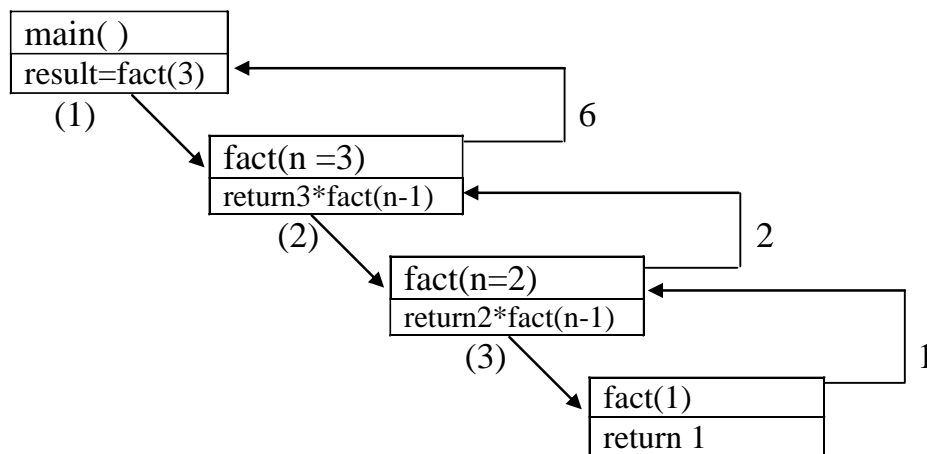 main( )
result=fact(3)
(1)
6
fact(n =3)
return3*fact(n-1)
(2)
2
fact(n=2)
return2*fact(n-1)
(3)
1
fact(1)
return 1